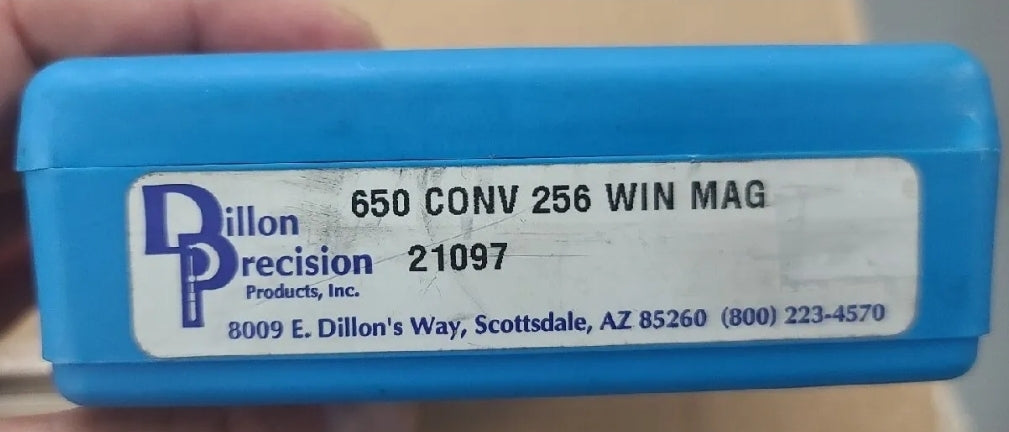 Dillon 650 CONV 256 WIN MAG
Precision 21097
Products, Inc.
8009 E. Dillon's Way, Scottsdale, AZ 85260 (800) 223-4570